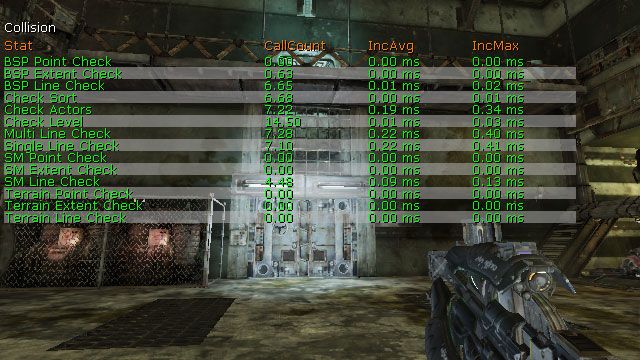 Collision
Stat CallCount IncAvg IncMax
BSP Point Check 0.00 0.00 ms 0.00 ms
BSP Extent Check 0.63 0.00 ms 0.00 ms
BSP Line Check 6.65 0.01 ms 0.02 ms
Check Sort 6.68 0.00 ms 0.01 ms
Check Actors 7.22 0.19 ms 0.34 ms
Check Level 14.50 0.01 ms 0.03 ms
Multi Line Check 7.28 0.22 ms 0.40 ms
Single Line Check 7.10 0.22 ms 0.41 ms
SM Point Check 0.00 0.00 ms 0.00 ms
SM Extent Check 0.00 0.00 ms 0.00 ms
SM Line Check 4.48 0.09 ms 0.13 ms
Terrain Point Check 0.00 0.00 ms 0.00 ms
Terrain Extent Check 0.00 0.00 ms 0.00 ms
Terrain Line Check 0.00 0.00 ms 0.00 ms